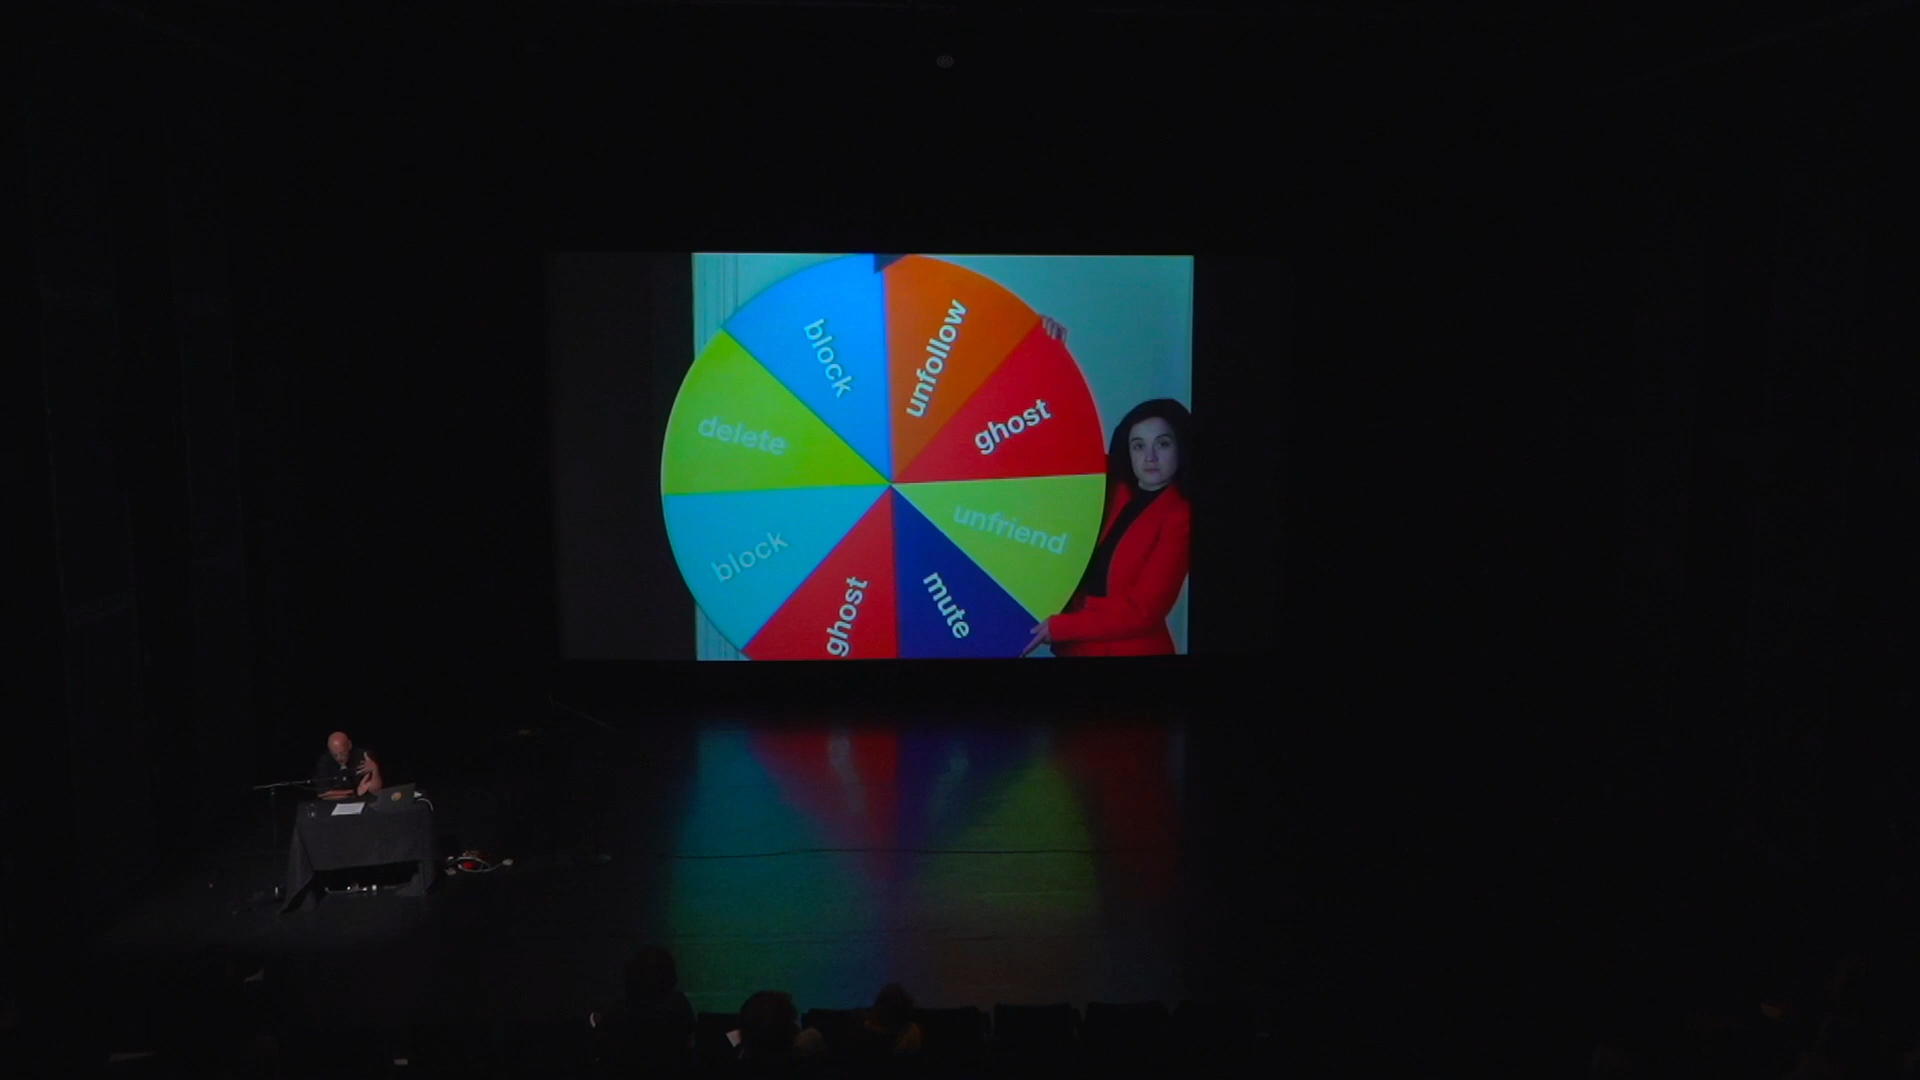 unfollow
ghost
unfriend
mute
ghost
block
delete
block